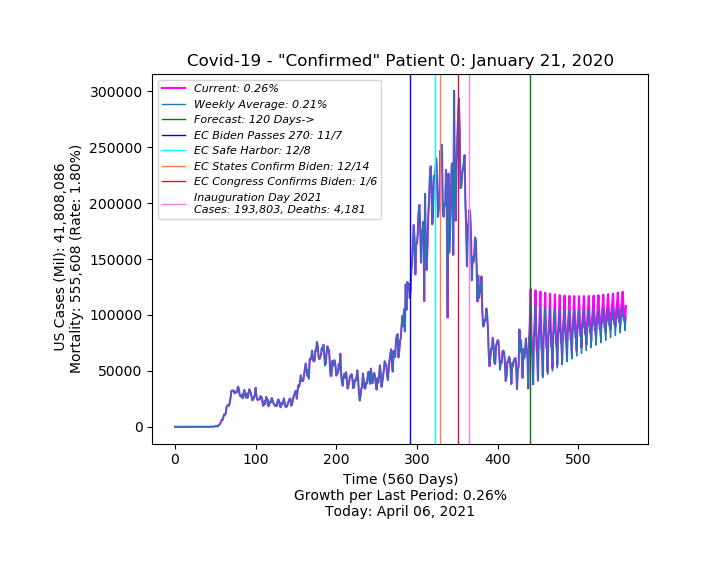 Covid-19 - "Confirmed" Patient 0: January 21, 2020
Current: 0.26%
Weekly Average: 0.21%
Forecast: 120 Days->
EC Biden Passes 270: 11/7
EC Safe Harbor: 12/8
EC States Confirm Biden: 12/14
EC Congress Confirms Biden: 1/6
Inauguration Day 2021
Cases: 193,803, Deaths: 4,181
US Cases (Mil): 41,808,086
Mortality: 555,608 (Rate: 1.80%)
300000
250000
200000
150000
100000
50000
0
0 100 200 300 400 500
Time (560 Days)
Growth per Last Period: 0.26%
Today: April 06, 2021